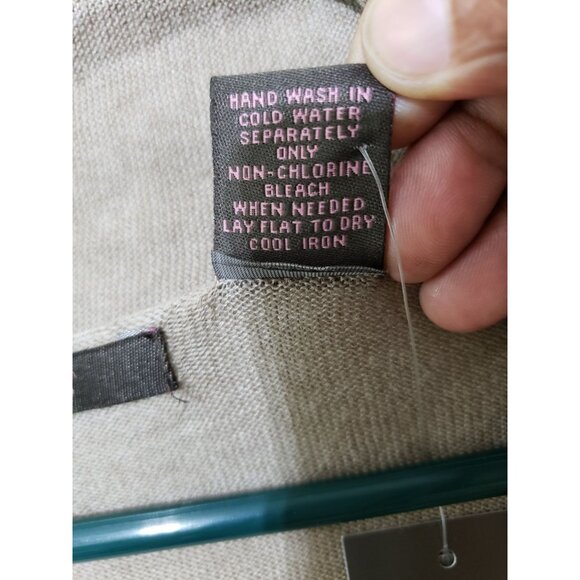 HAND WASH IN
COLD WATER
SEPARATELY
ONLY
NON-CHLORINE
BLEACH
WHEN NEEDED
LAY FLAT TO DRY
COOL IRON